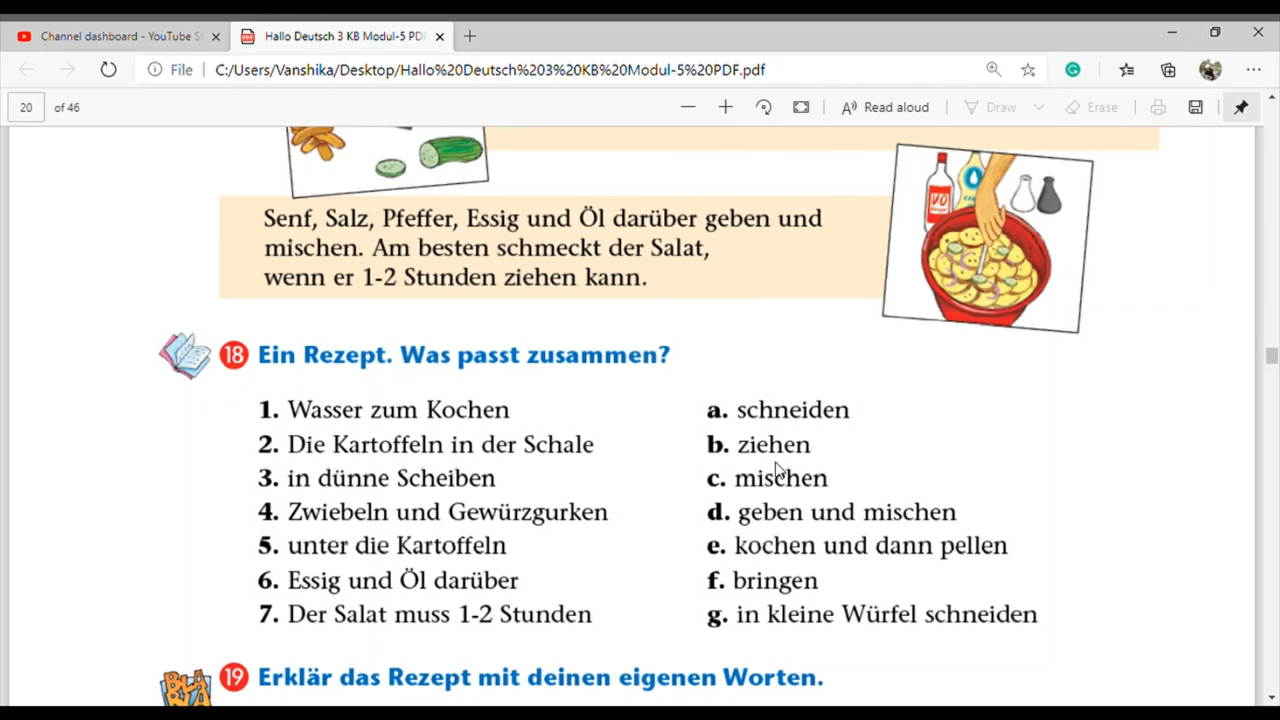 Channel dashboard - YouTube S
Hallo Deutsch 3 KB Modul-5 PDF
File
C:/Users/Vanshika/Desktop/Hallo%20Deutsch%203%20KB%20Modul-5%20PDF.pdf
20 of 46
Read aloud
Draw
Erase
VO
Senf, Salz, Pfeffer, Essig und Öl darüber geben und
mischen. Am besten schmeckt der Salat,
wenn er 1-2 Stunden ziehen kann.
18 Ein Rezept. Was passt zusammen?
1. Wasser zum Kochen
a. schneiden
2. Die Kartoffeln in der Schale
b. ziehen
3. in dünne Scheiben
c. mischen
4. Zwiebeln und Gewürzgurken
d. geben und mischen
5. unter die Kartoffeln
e. kochen und dann pellen
6. Essig und Öl darüber
f. bringen
7. Der Salat muss 1-2 Stunden
g. in kleine Würfel schneiden
19 Erklär das Rezept mit deinen eigenen Worten.